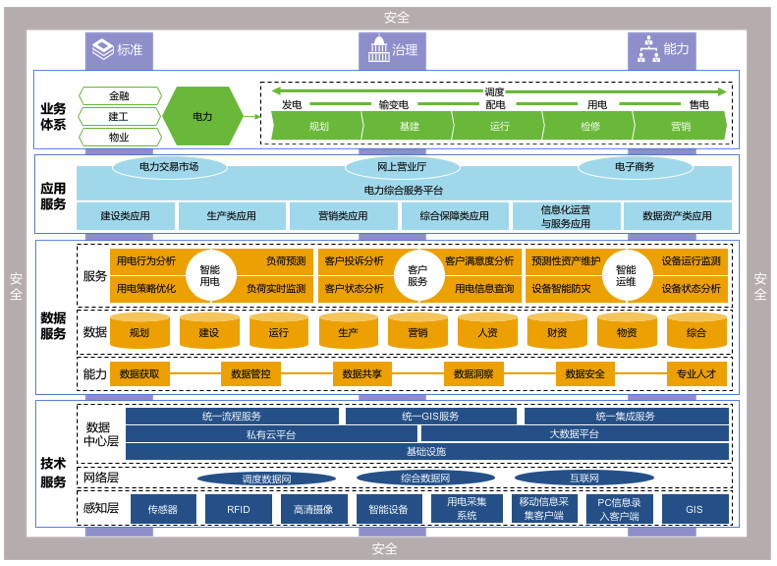 安全
标准
治理
能力
业务
体系
金融
建工
物业
电力
调度
发电
输变电
配电
用电
售电
规划
基建
运行
检修
营销
应用
服务
电力交易市场
网上营业厅
电子商务
电力综合服务平台
建设类应用
生产类应用
营销类应用
综合保障类应用
信息化运营
与服务应用
数据资产类应用
安全
安全
数据
服务
服务
用电行为分析
用电策略优化
智能
用电
负荷预测
负荷实时监测
客户投诉分析
客户状态分析
客户
服务
客户满意度分析
用电信息查询
预测性资产维护
设备智能防灾
智能
运维
设备运行监测
设备状态分析
数据
规划
建设
运行
生产
营销
人资
财资
物资
综合
能力
数据获取
数据管控
数据共享
数据洞察
数据安全
专业人才
技术
服务
数据
中心层
统一流程服务
统一GIS服务
统一集成服务
私有云平台
大数据平台
基础设施
网络层
调度数据网
综合数据网
互联网
感知层
传感器
RFID
高清摄像
智能设备
用电采集
系统
移动信息采
集客户端
PC信息录
入客户端
GIS
安全